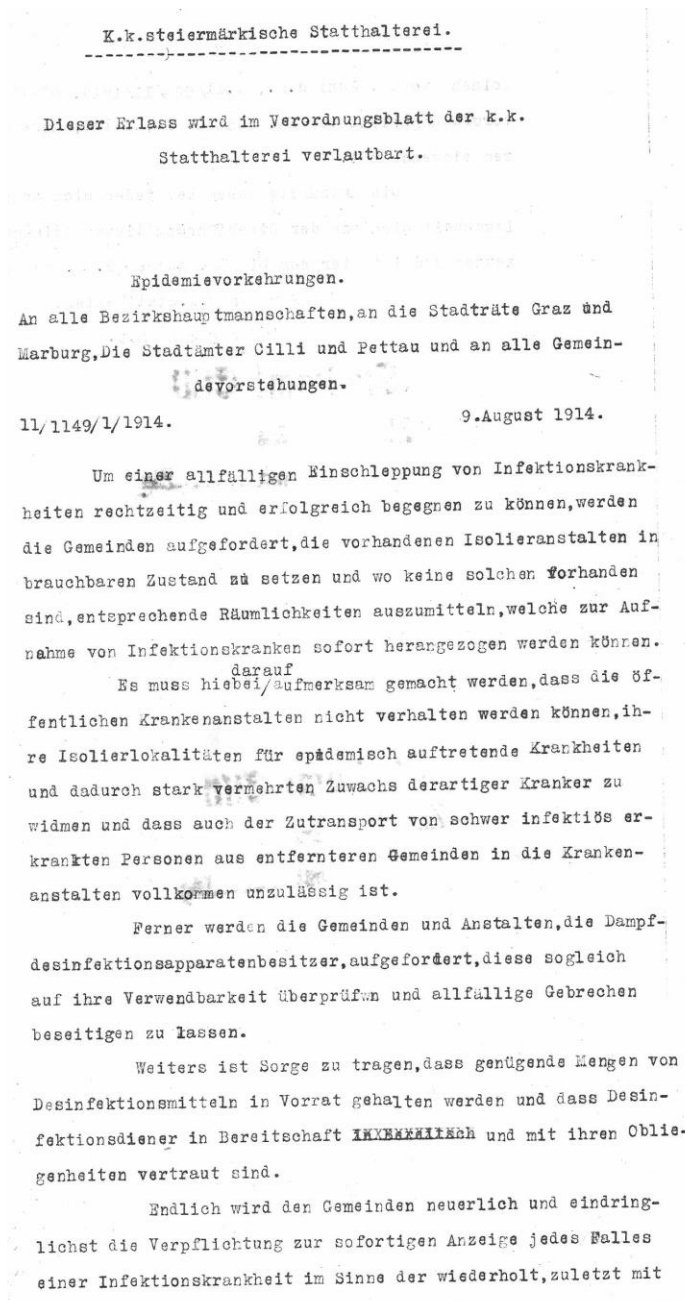 K.k.steiermärkische Statthalterei.
Dieser Erlass wird im Verordnungsblatt der k.k.
Statthalterei verlautbart.
Epidemievorkehrungen.
An alle Bezirkshauptmannschaften,an die Stadträte Graz und
Marburg,Die Stadtämter Cilli und Pettau und an alle Gemein-
devorstehungen.
11/1149/1/1914. 9.August 1914.
Um einer allfälligen Einschleppung von Infektionskrank-
heiten rechtzeitig und erfolgreich begegnen zu können,werden
die Gemeinden aufgefordert,die vorhandenen Isolieranstalten in
brauchbaren Zustand zu setzen und wo keine solchen forhanden
sind,entsprechende Räumlichkeiten auszumitteln,welche zur Auf-
nahme von Infektionskranken sofort herangezogen werden können.
darauf
Es muss hiebei/aufmerksam gemacht werden,dass die öf-
fentlichen Krankenanstalten nicht verhalten werden können,ih-
re Isolierlokalitäten für epidemisch auftretende Krankheiten
und dadurch stark vermehrten Zuwachs derartiger Kranker zu
widmen und dass auch der Zutransport von schwer infektiös er-
krankten Personen aus entfernteren Gemeinden in die Kranken-
anstalten vollkommen unzulässig ist.
Ferner werden die Gemeinden und Anstalten,die Dampf-
desinfektionsapparatenbesitzer,aufgefordert,diese sogleich
auf ihre Verwendbarkeit überprüfen und allfällige Gebrechen
beseitigen zu lassen.
Weiters ist Sorge zu tragen,dass genügende Mengen von
Desinfektionsmitteln in Vorrat gehalten werden und dass Desin-
fektionsdiener in Bereitschaft und mit ihren Oblie-
genheiten vertraut sind.
Endlich wird den Gemeinden neuerlich und eindring-
lichst die Verpflichtung zur sofortigen Anzeige jedes Falles
einer Infektionskrankheit im Sinne der wiederholt,zuletzt mit